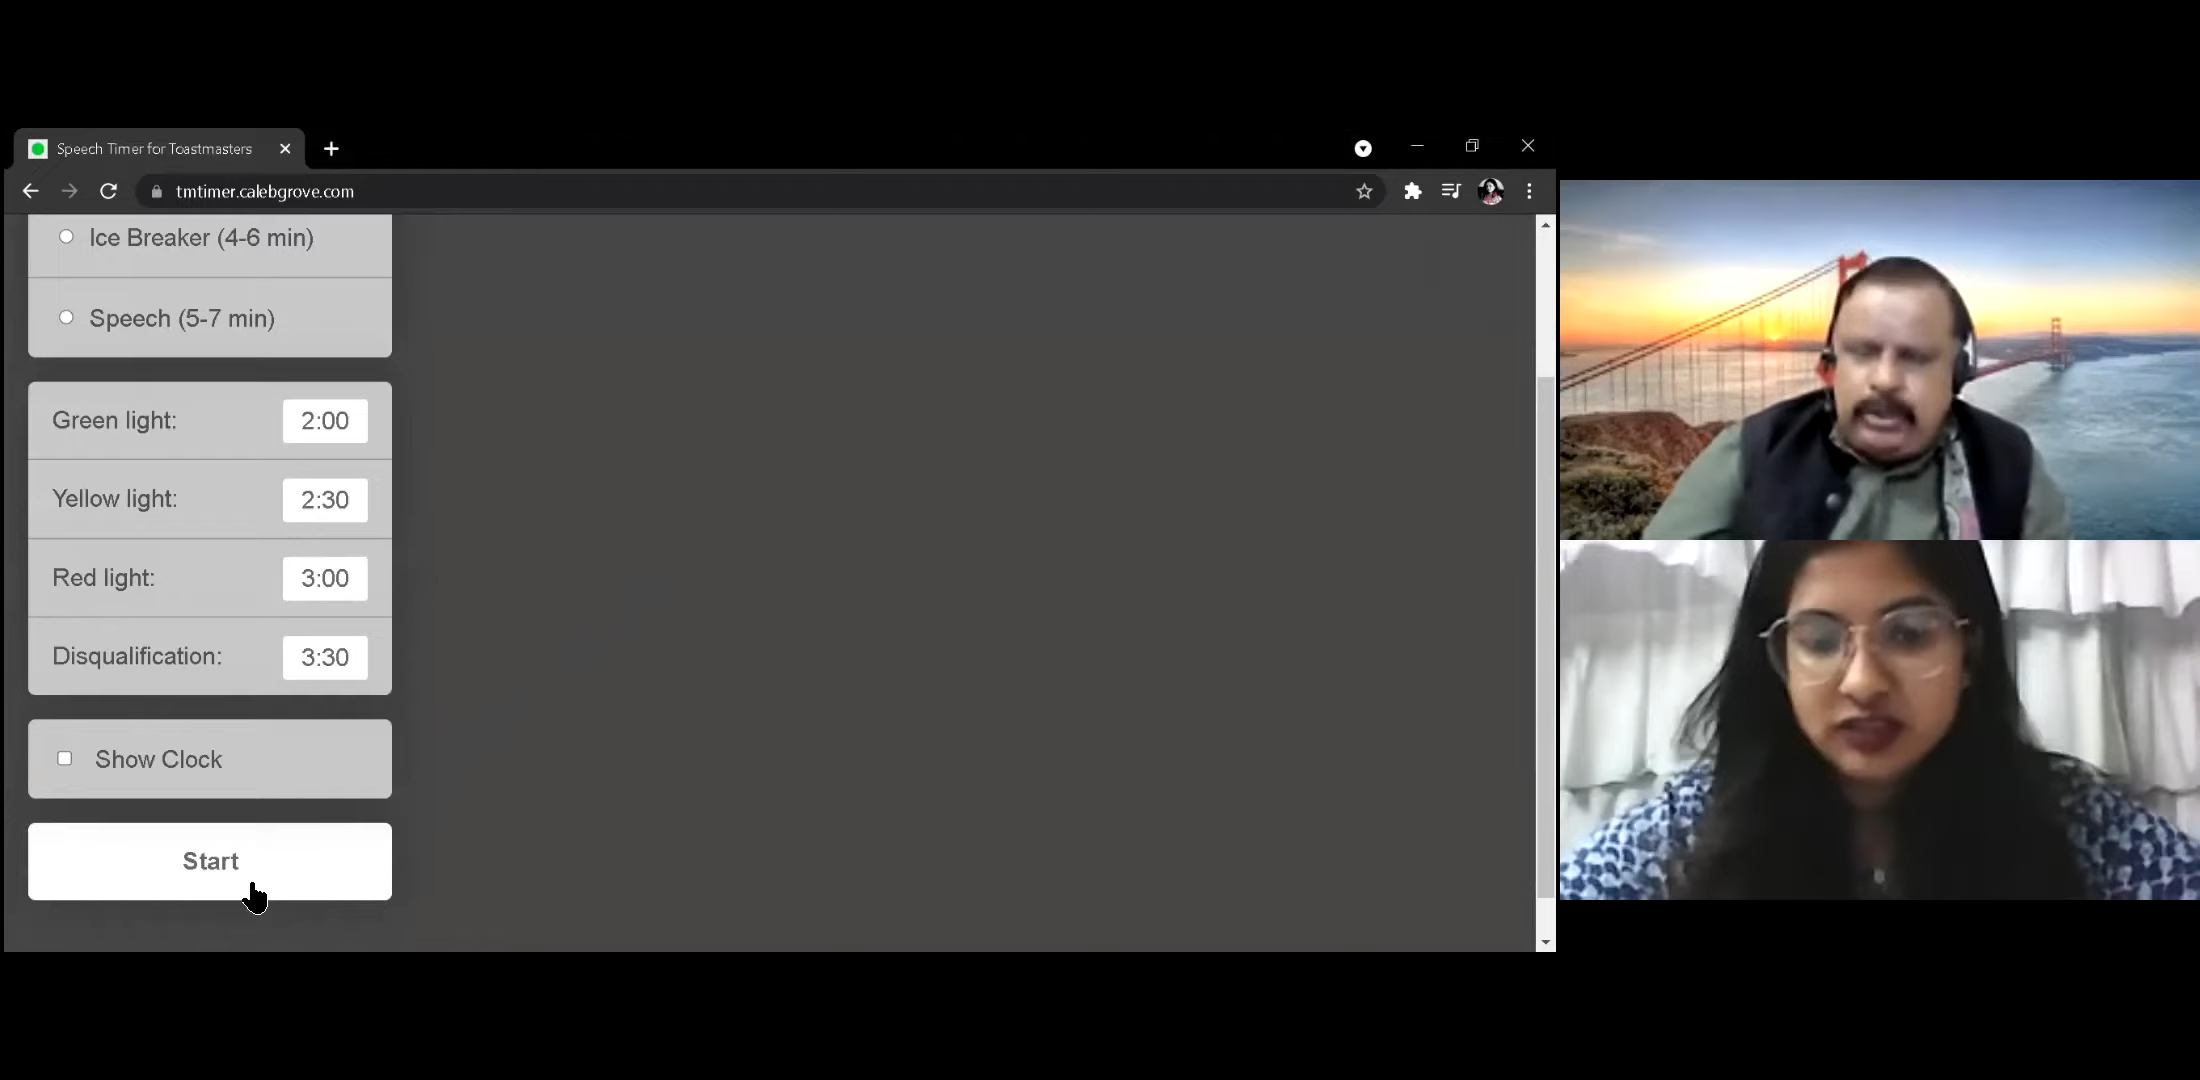 Speech Timer for Toastmasters
tmtimer.calebgrove.com
Ice Breaker (4-6 min)
Speech (5-7 min)
Green light: 2:00
Yellow light: 2:30
Red light: 3:00
Disqualification: 3:30
Show Clock
Start